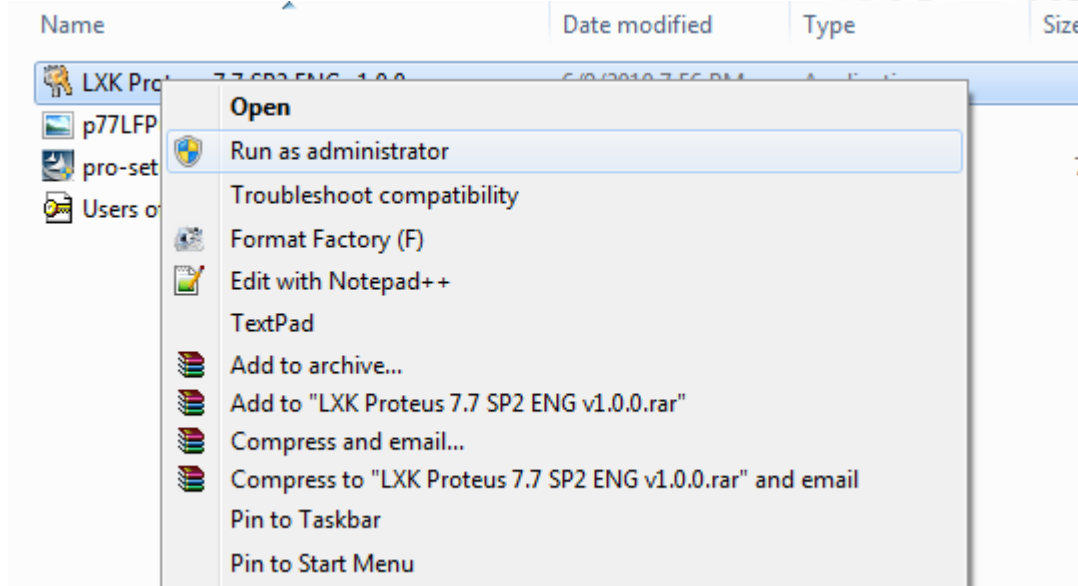 Name Date modified Type Size
LXK Pro
Open
p77LFP
Run as administrator
pro-set
Troubleshoot compatibility
Users o
Format Factory (F)
Edit with Notepad++
TextPad
Add to archive...
Add to "LXK Proteus 7.7 SP2 ENG v1.0.0.rar"
Compress and email...
Compress to "LXK Proteus 7.7 SP2 ENG v1.0.0.rar" and email
Pin to Taskbar
Pin to Start Menu